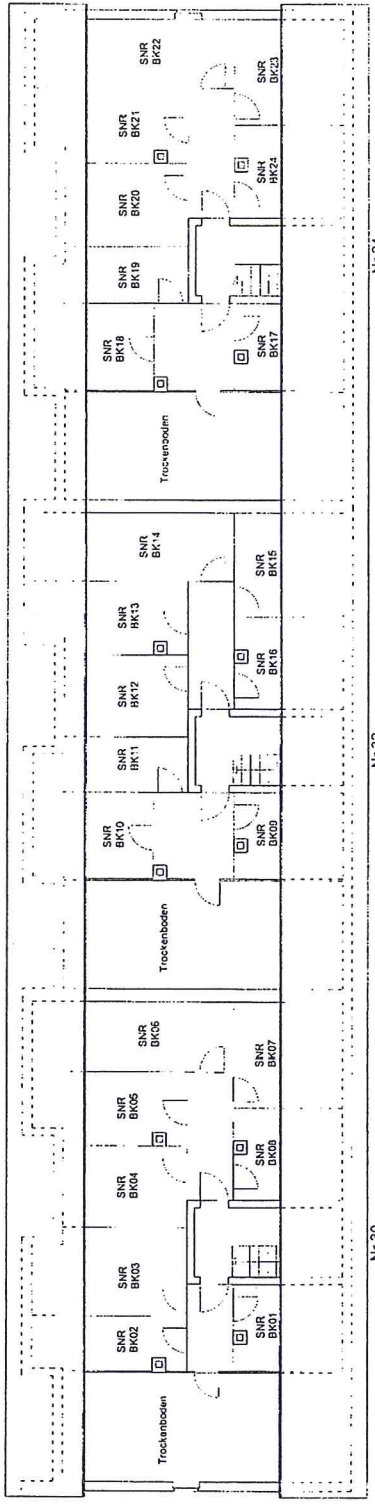 Trockenboden
SNR
BK02
SNR
BK03
SNR
BK04
SNR
BK05
SNR
BK06
SNR
BK01
SNR
BK08
SNR
BK07
Trockenboden
SNR
BK10
SNR
BK11
SNR
BK12
SNR
BK13
SNR
BK14
SNR
BK09
SNR
BK16
SNR
BK15
Trockenboden
SNR
BK18
SNR
BK19
SNR
BK20
SNR
BK21
SNR
BK22
SNR
BK17
SNR
BK24
SNR
BK23